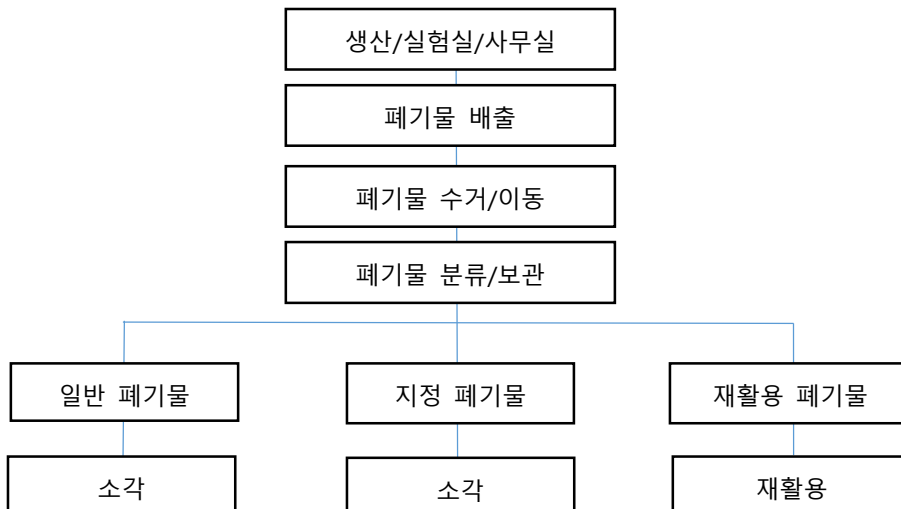 생산/실험실/사무실
폐기물 배출
폐기물 수거/이동
폐기물 분류/보관
일반 폐기물
지정 폐기물
재활용 폐기물
소각
소각
재활용